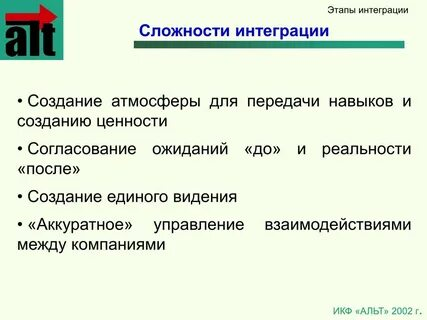 Этапы интеграции
alt
Сложности интеграции
• Создание атмосферы для передачи навыков и
созданию ценности
• Согласование ожиданий «до» и реальности
«после»
• Создание единого видения
• «Аккуратное» управление взаимодействиями
между компаниями
ИКФ «АЛЬТ» 2002 г.